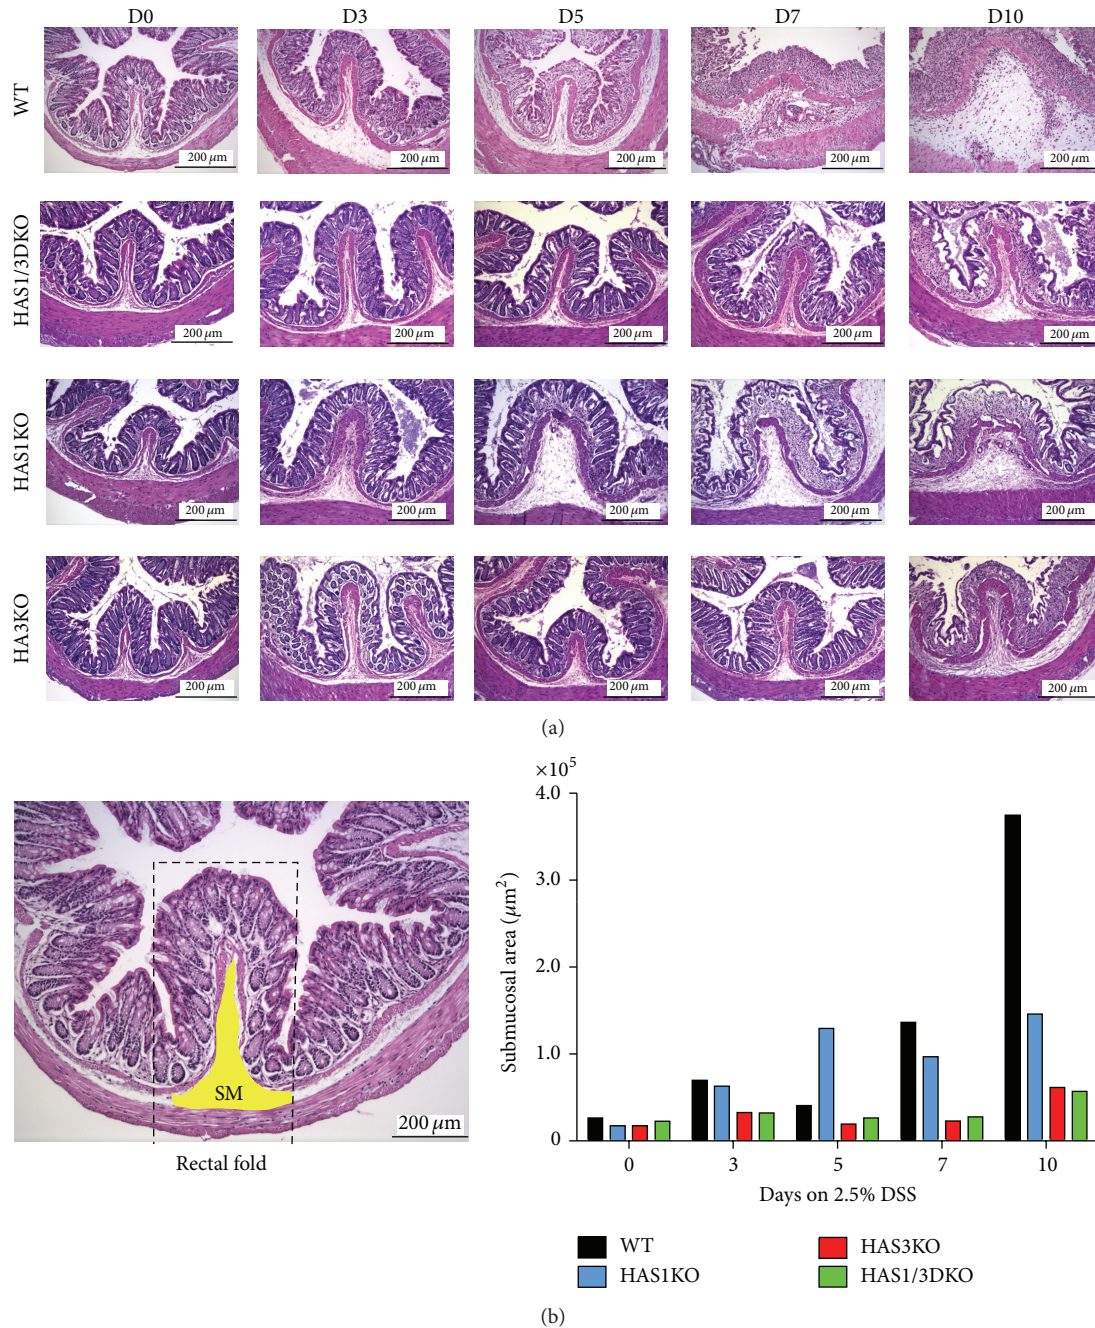 D0 D3 D5 D7 D10
WT
200 μm 200 μm 200 μm 200 μm 200 μm
HAS1/3DKO
200 μm 200 μm 200 μm 200 μm 200 μm
HAS1KO
200 μm 200 μm 200 μm 200 μm 200 μm
HA3KO
200 μm 200 μm 200 μm 200 μm 200 μm
(a)
SM
200 μm
Rectal fold
×10⁵
4.0
3.0
2.0
1.0
0
Submucosal area (μm²)
0 3 5 7 10
Days on 2.5% DSS
WT HAS3KO
HAS1KO HAS1/3DKO
(b)